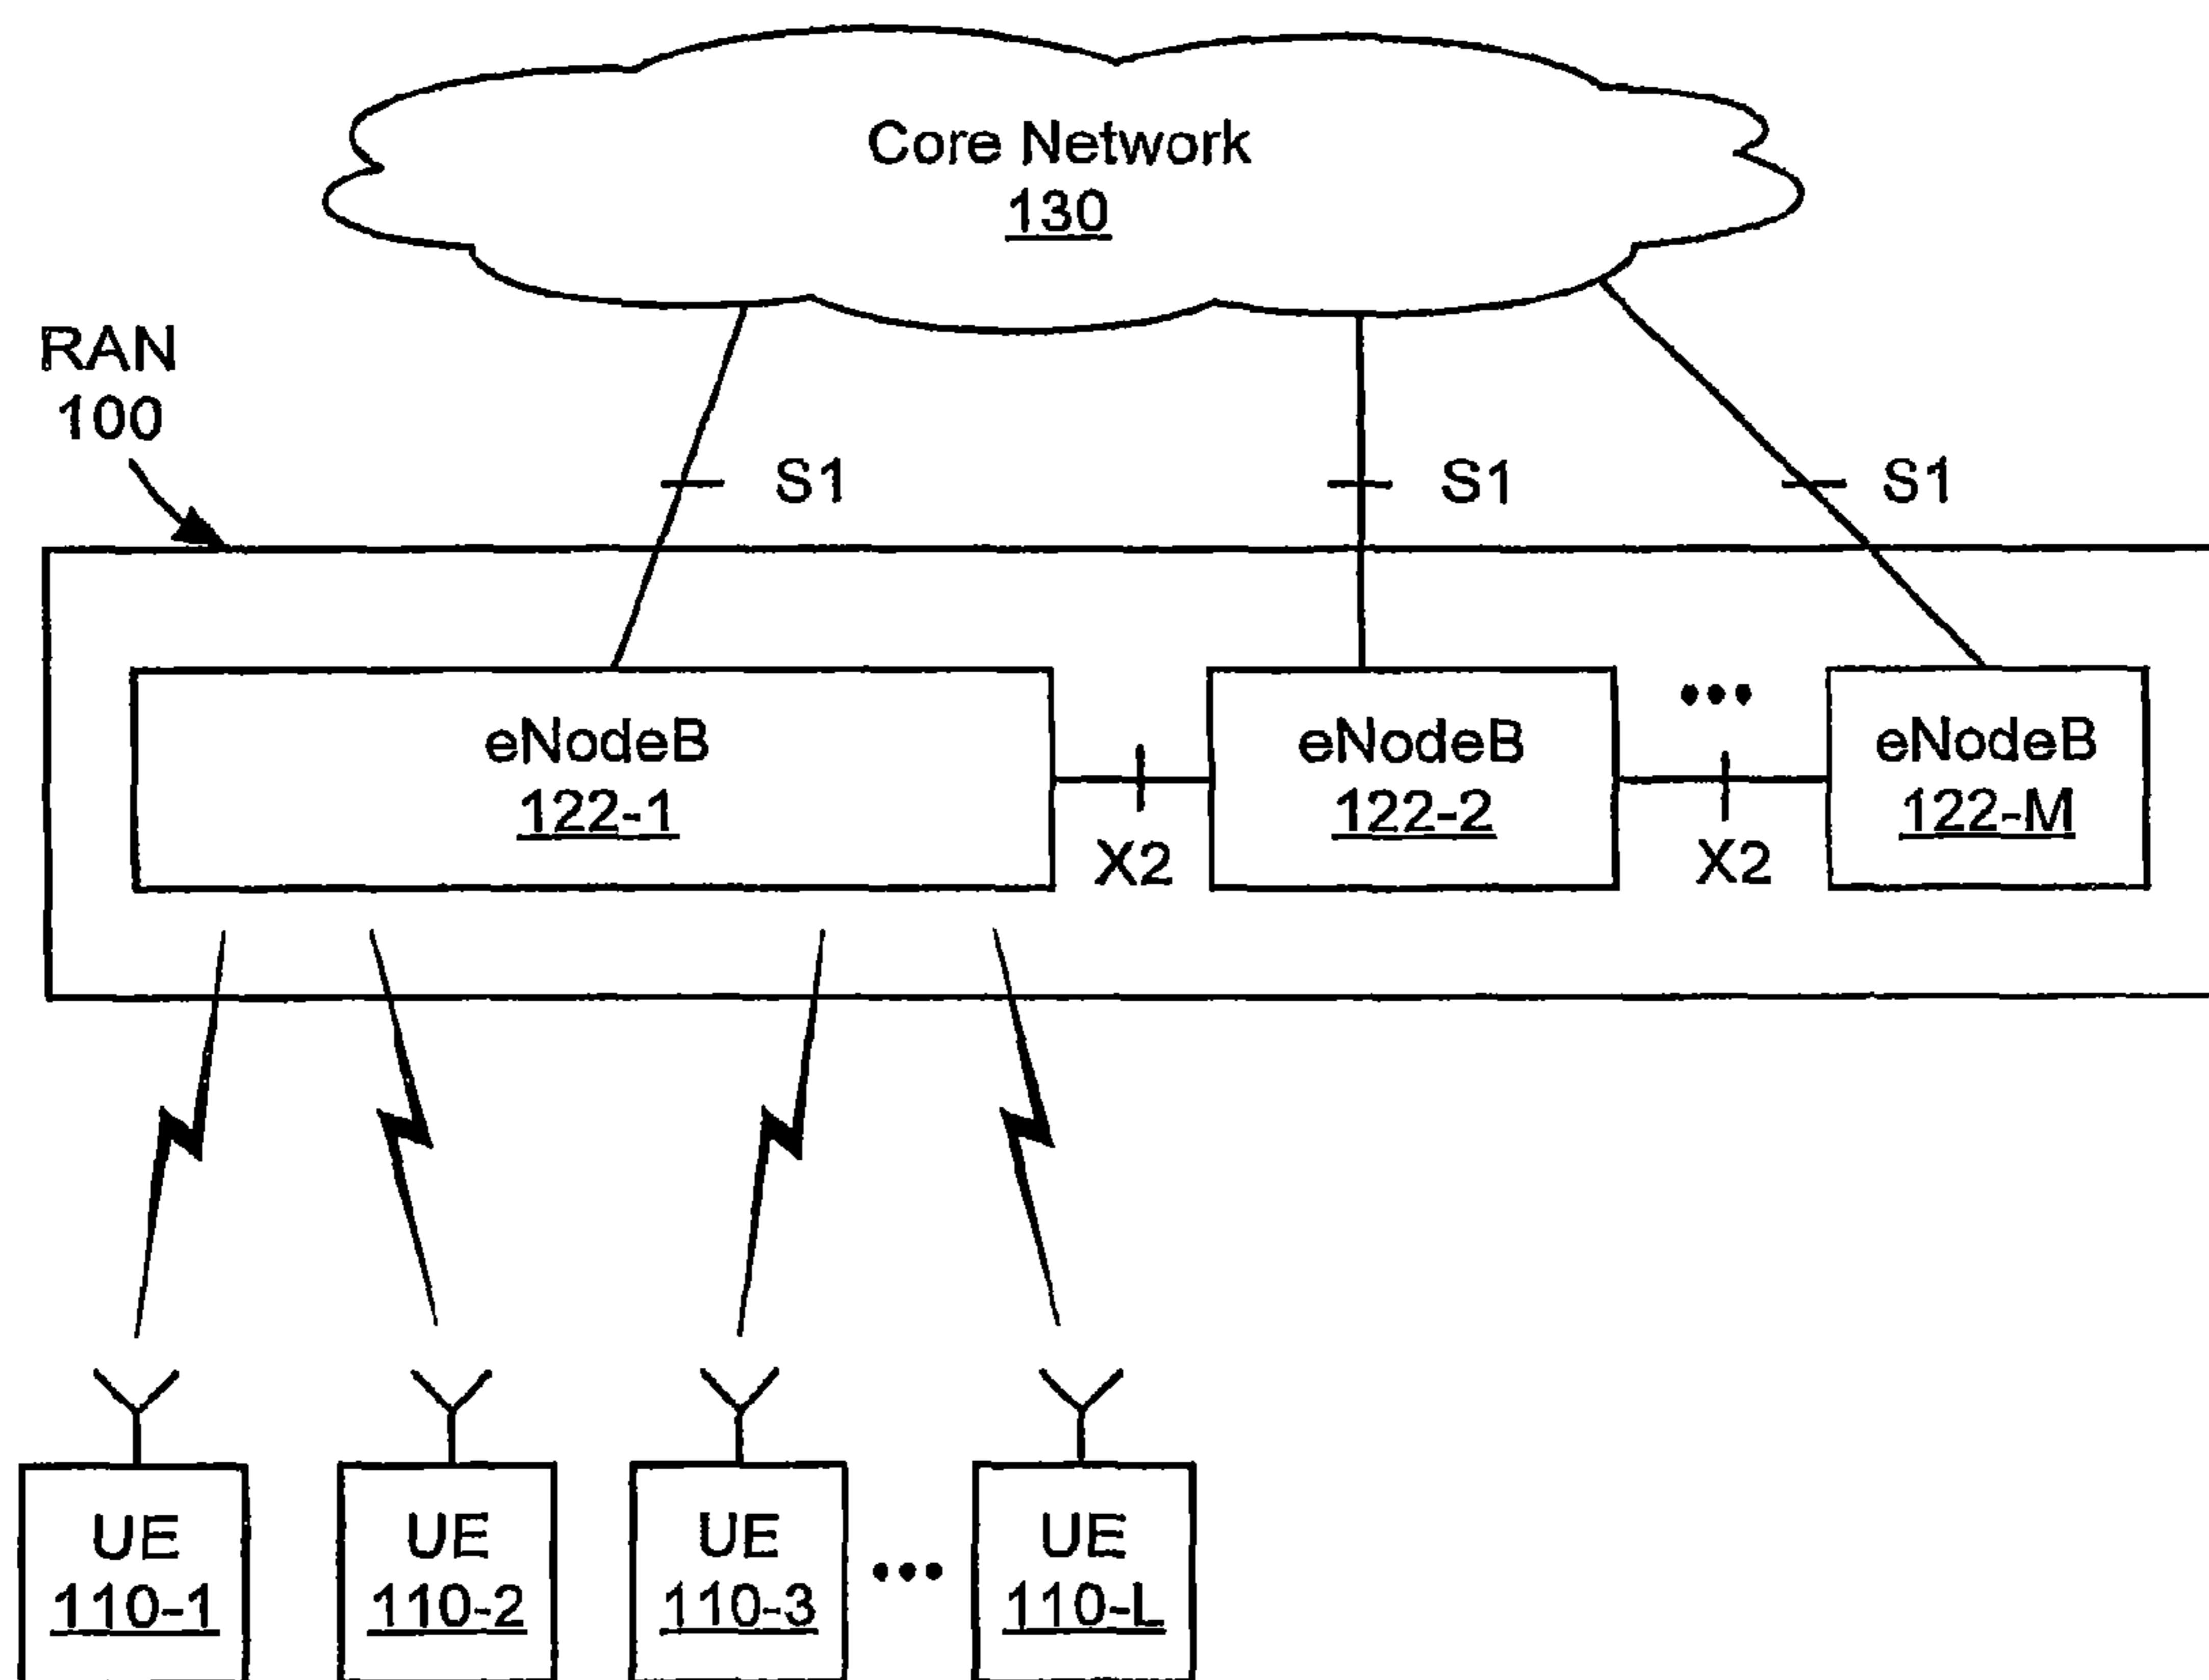 Core Network
130
RAN
100
S1
S1
S1
eNodeB
122-1
eNodeB
122-2
•••
eNodeB
122-M
X2
X2
UE
110-1
UE
110-2
UE
110-3
•••
UE
110-L